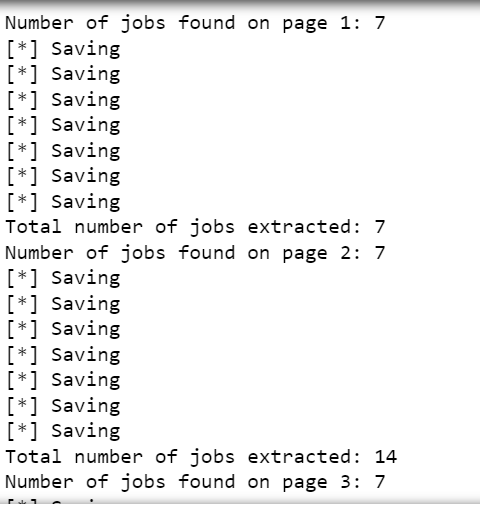 Number of jobs found on page 1: 7
[*] Saving
[*] Saving
[*] Saving
[*] Saving
[*] Saving
[*] Saving
[*] Saving
Total number of jobs extracted: 7
Number of jobs found on page 2: 7
[*] Saving
[*] Saving
[*] Saving
[*] Saving
[*] Saving
[*] Saving
[*] Saving
Total number of jobs extracted: 14
Number of jobs found on page 3: 7